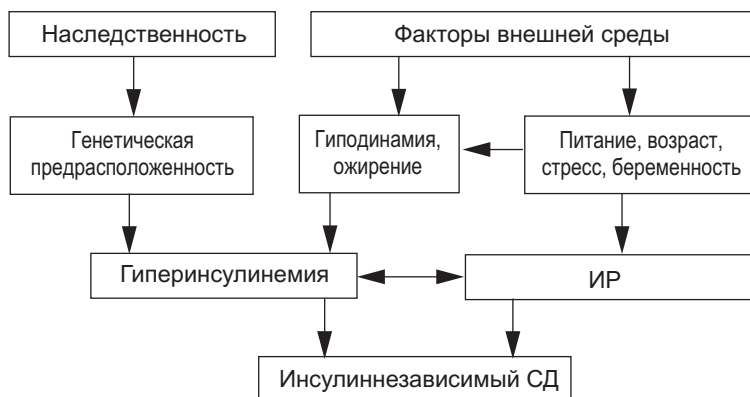 Наследственность
Факторы внешней среды
Генетическая
предрасположенность
Гиподинамия,
ожирение
Питание, возраст,
стресс, беременность
Гиперинсулинемия
ИР
Инсулиннезависимый СД